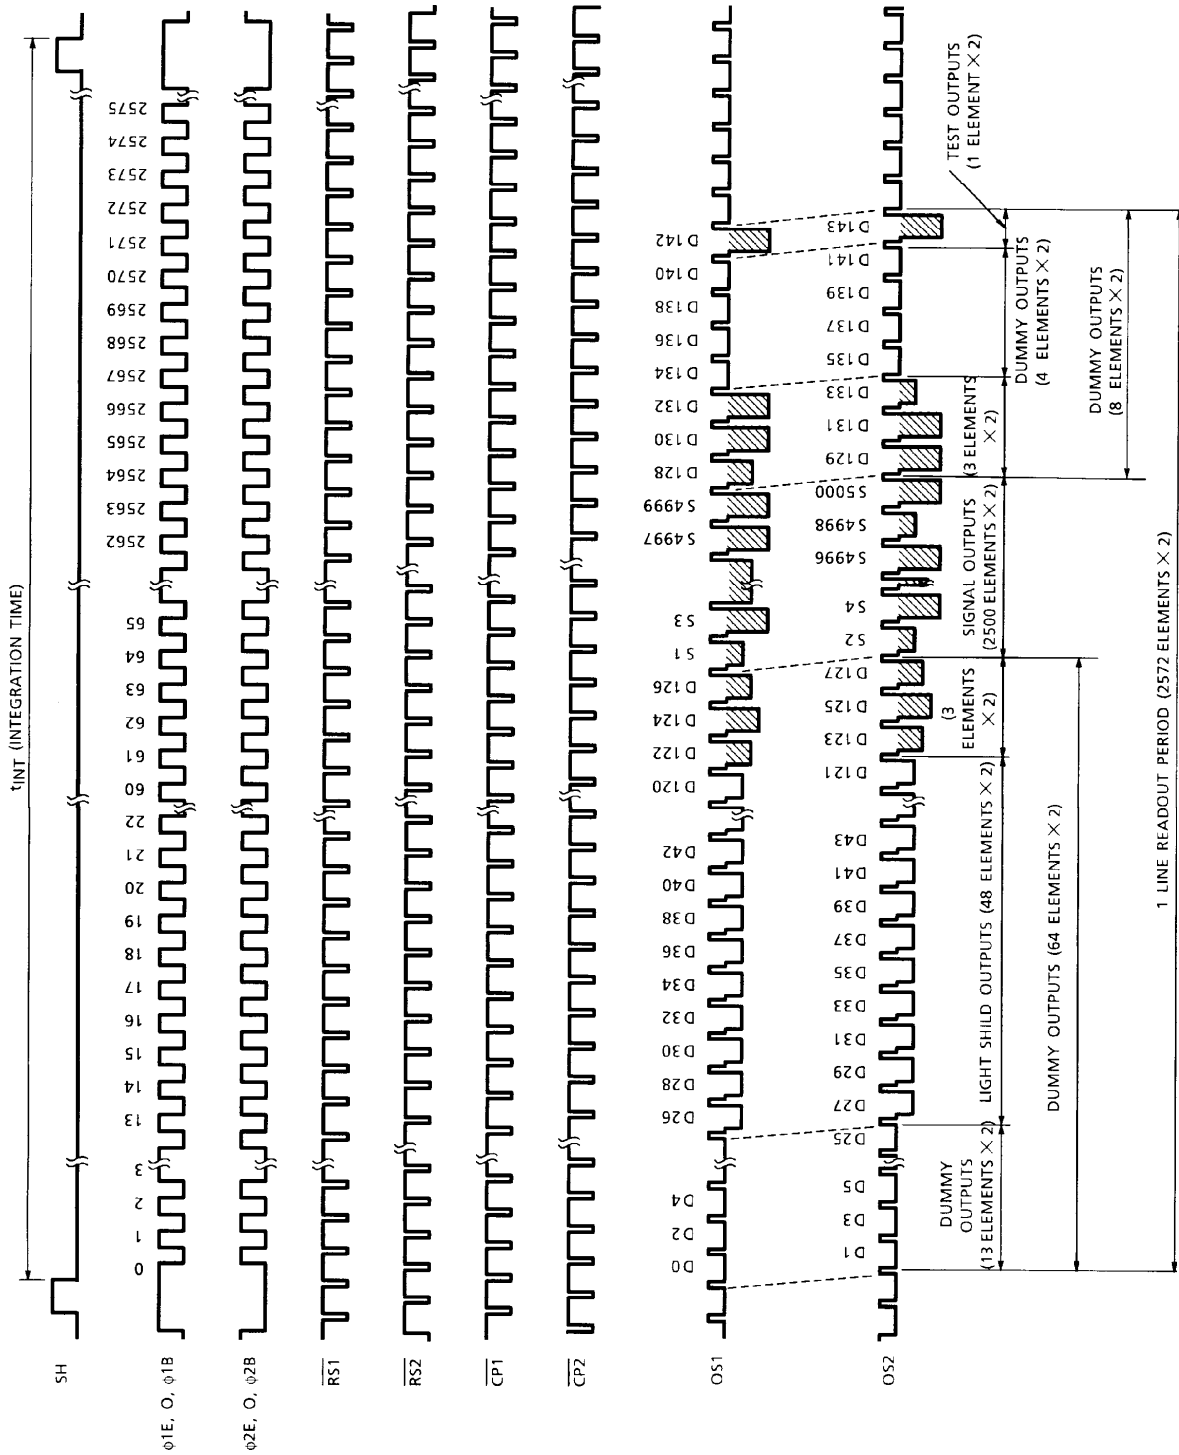 tINT (INTEGRATION TIME)
SH
φ1E, O, φ1B
0 1 2 3 13 14 15 16 17 18 19 20 21 22 60 61 62 63 64 65 2562 2563 2564 2565 2566 2567 2568 2569 2570 2571 2572 2573 2574 2575
φ2E, O, φ2B
RS1
RS2
CP1
CP2
OS1
D0 D2 D4 D26 D28 D30 D32 D34 D36 D38 D40 D42 D120 D122 D124 D126 S1 S3 S4997 S4999 D128 D130 D132 D134 D136 D138 D140 D142
OS2
D1 D3 D5 D25 D27 D29 D31 D33 D35 D37 D39 D41 D43 D121 D123 D125 D127 S2 S4 S4996 S4998 S5000 D129 D131 D133 D135 D137 D139 D141 D143
DUMMY
OUTPUTS
(13 ELEMENTS × 2)
LIGHT SHILD OUTPUTS (48 ELEMENTS × 2)
(3
ELEMENTS
× 2)
SIGNAL OUTPUTS
(2500 ELEMENTS × 2)
(3 ELEMENTS
× 2)
DUMMY OUTPUTS
(4 ELEMENTS × 2)
TEST OUTPUTS
(1 ELEMENT × 2)
DUMMY OUTPUTS (64 ELEMENTS × 2)
DUMMY OUTPUTS
(8 ELEMENTS × 2)
1 LINE READOUT PERIOD (2572 ELEMENTS × 2)